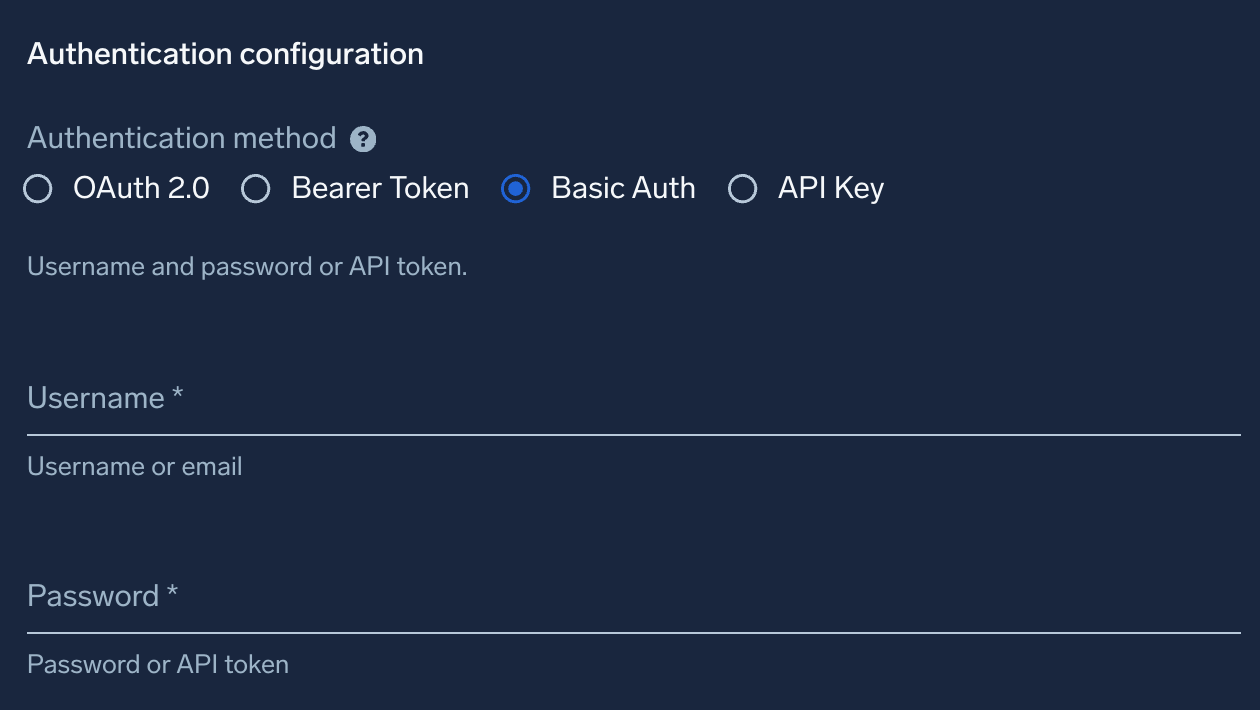 Authentication configuration
Authentication method ?
OAuth 2.0 Bearer Token Basic Auth API Key
Username and password or API token.
Username *
Username or email
Password *
Password or API token